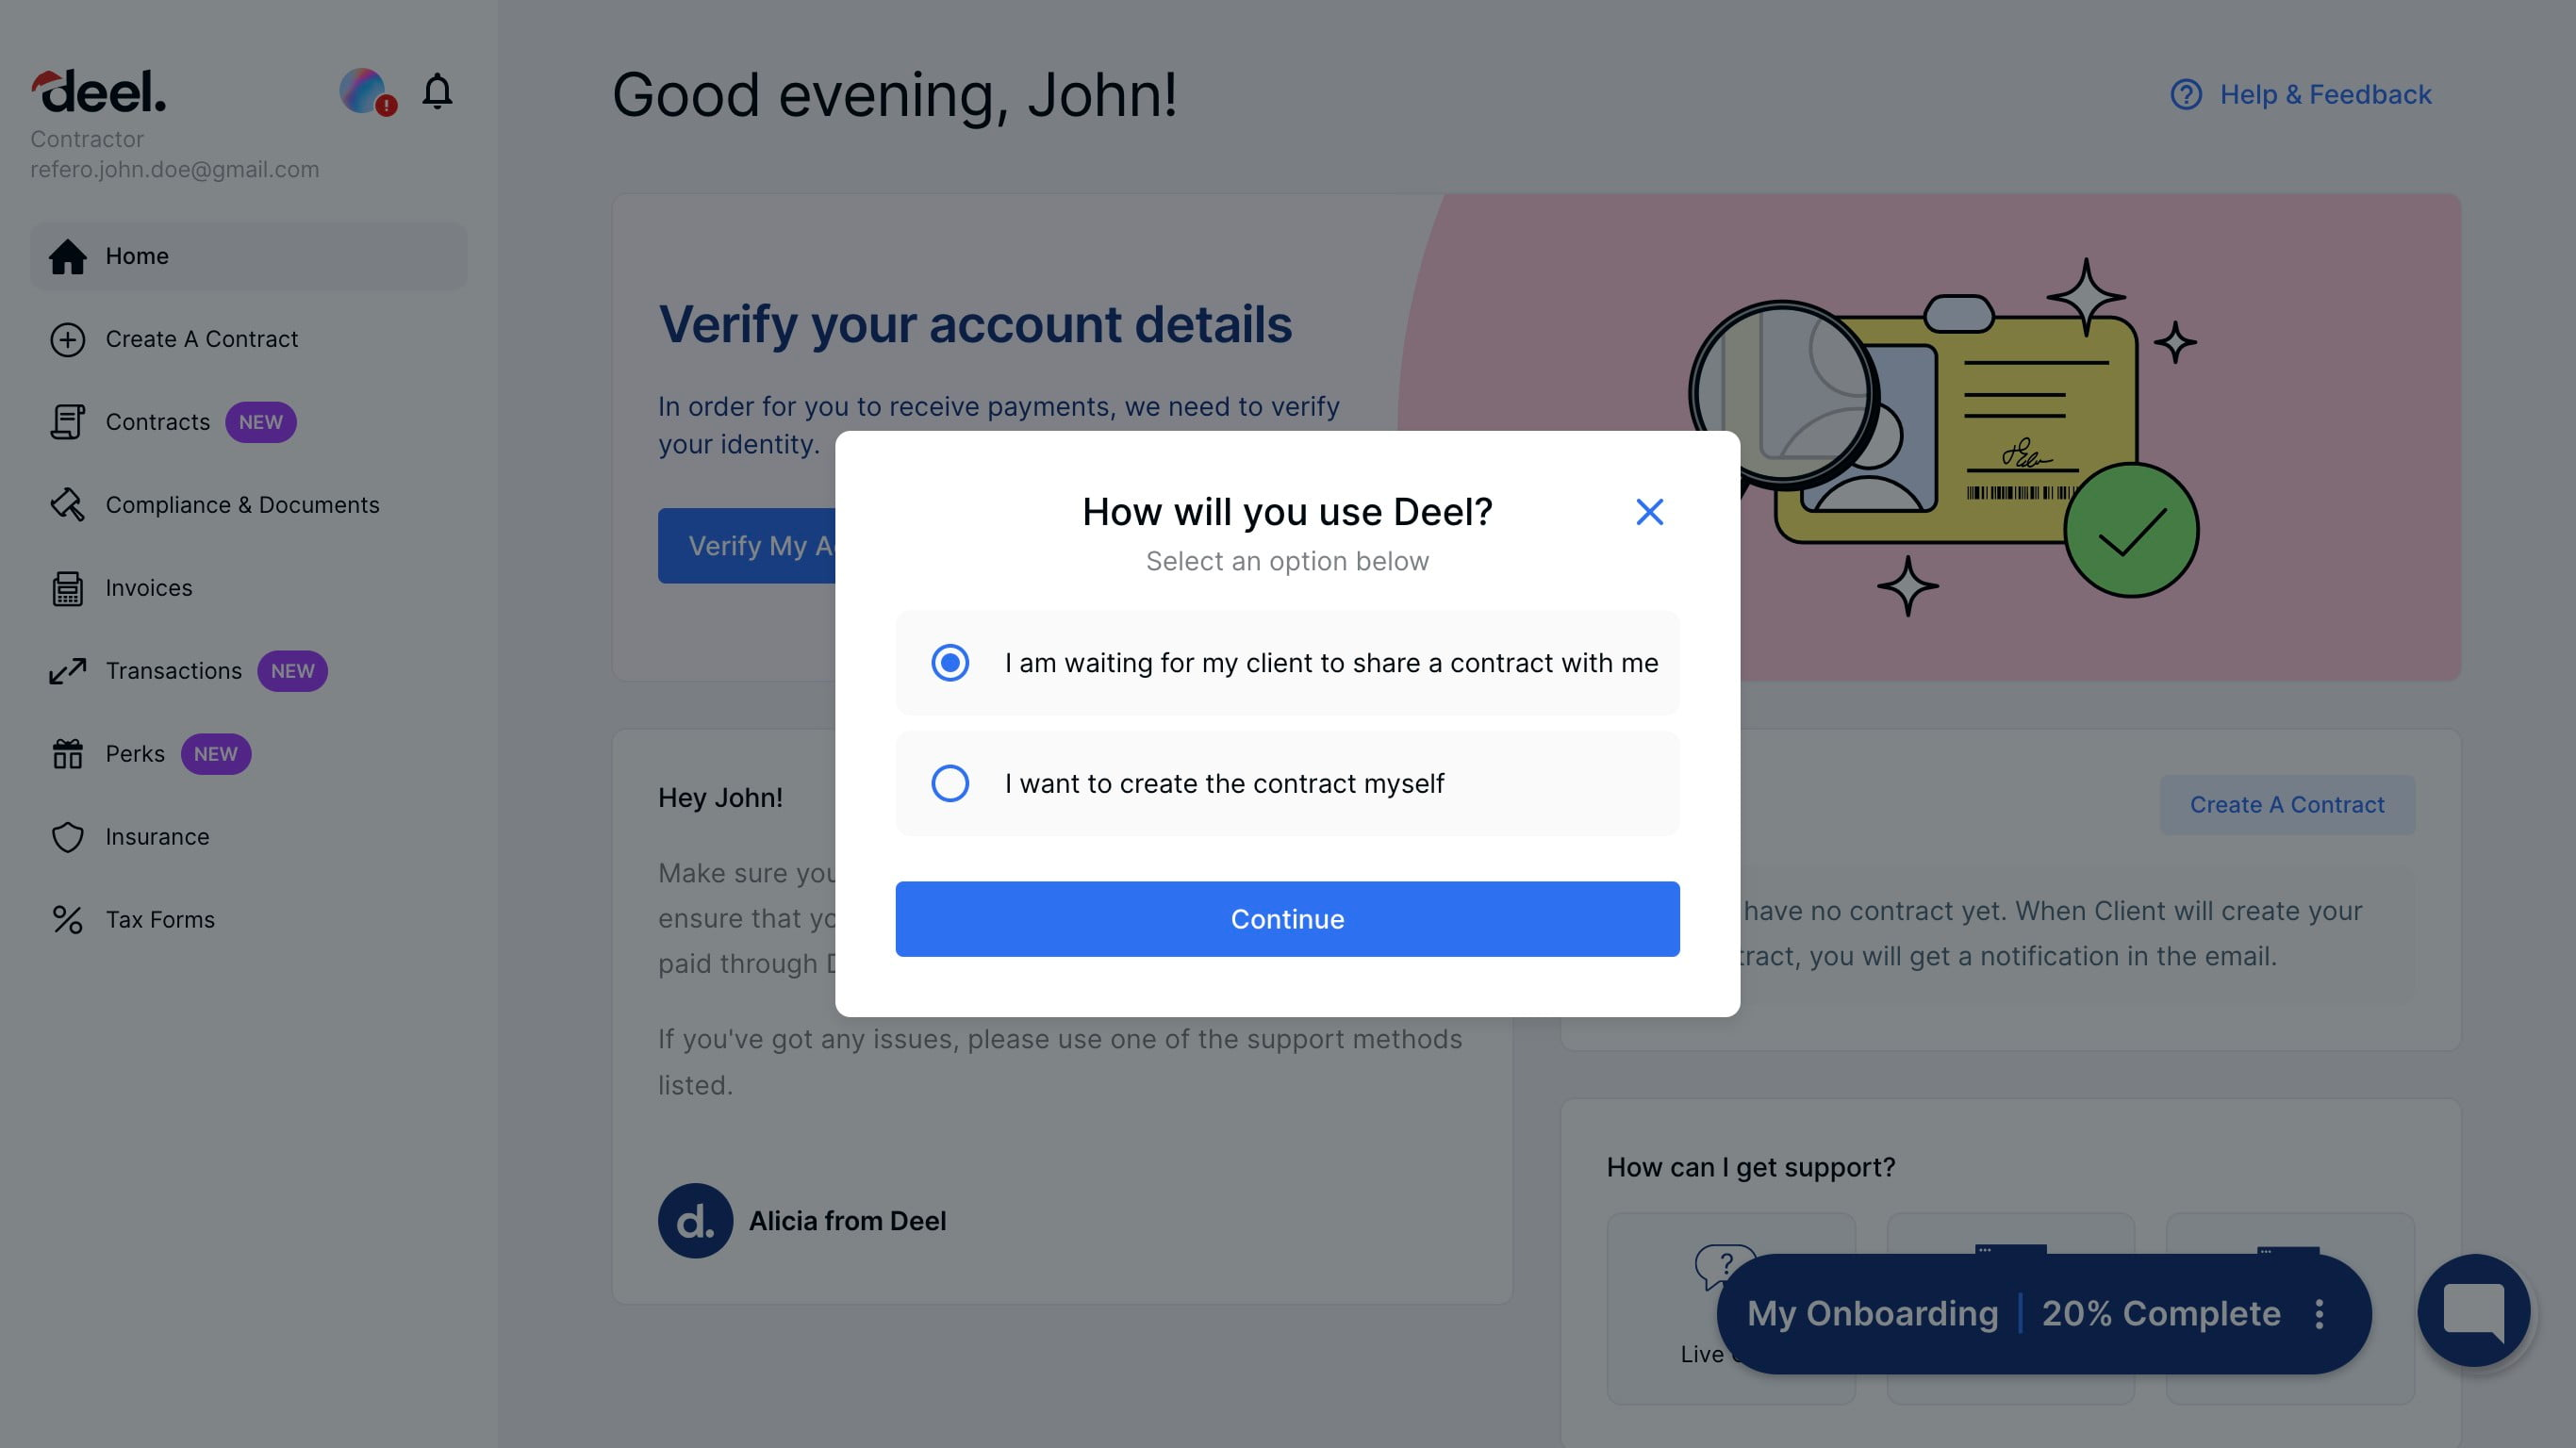 deel.
Contractor
refero.john.doe@gmail.com
Home
Create A Contract
Contracts NEW
Compliance & Documents
Invoices
Transactions NEW
Perks NEW
Insurance
Tax Forms
Good evening, John!
Help & Feedback
Verify your account details
In order for you to receive payments, we need to verify
your identity.
Verify My
How will you use Deel?
Select an option below
I am waiting for my client to share a contract with me
I want to create the contract myself
Continue
Hey John!
Make sure
ensure that
paid through
If you've got any issues, please use one of the support methods
listed.
d. Alicia from Deel
Create A Contract
have no contract yet. When Client will create your
you will get a notification in the email.
How can I get support?
Live
My Onboarding | 20% Complete